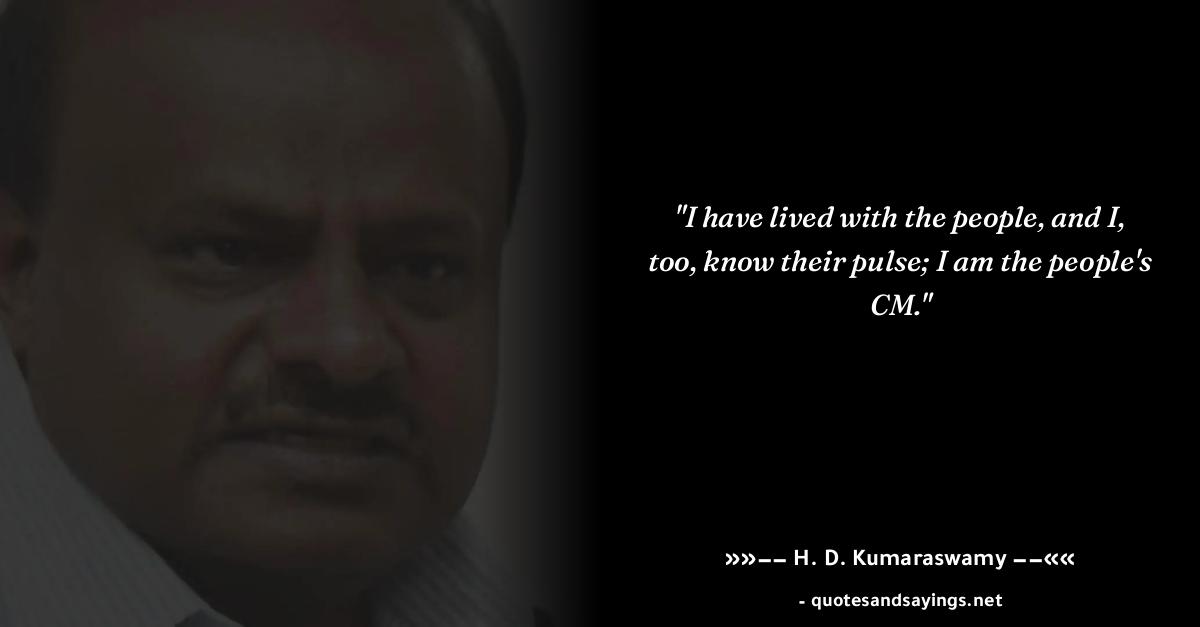 "I have lived with the people, and I,
too, know their pulse; I am the people's
CM."
»»−− H. D. Kumaraswamy −−««
- quotesandsayings.net